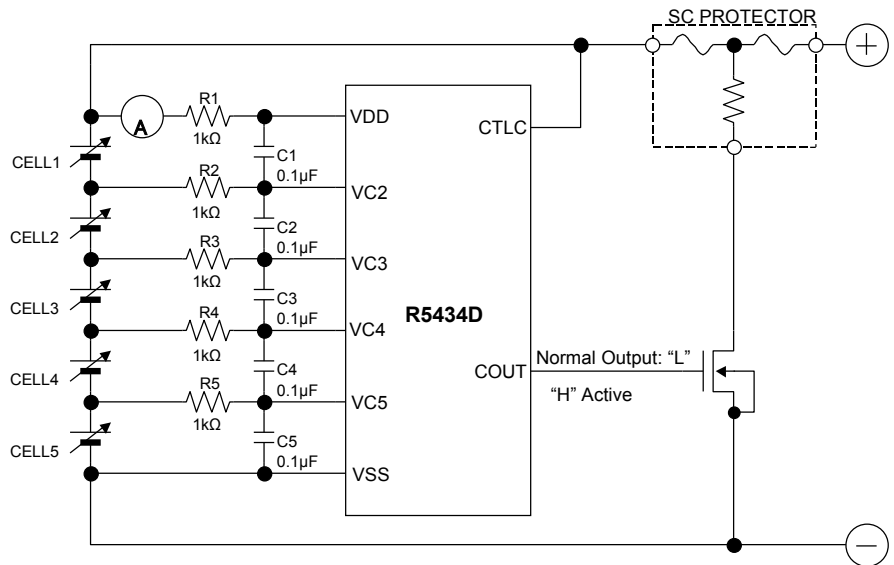 SC PROTECTOR
+
A
R1
1kΩ
VDD
CTLC
CELL1
C1
0.1µF
R2
1kΩ
VC2
CELL2
C2
0.1µF
R3
1kΩ
VC3
CELL3
C3
0.1µF
R5434D
R4
1kΩ
VC4
CELL4
C4
0.1µF
COUT
Normal Output: “L”
“H” Active
R5
1kΩ
VC5
CELL5
C5
0.1µF
VSS
−